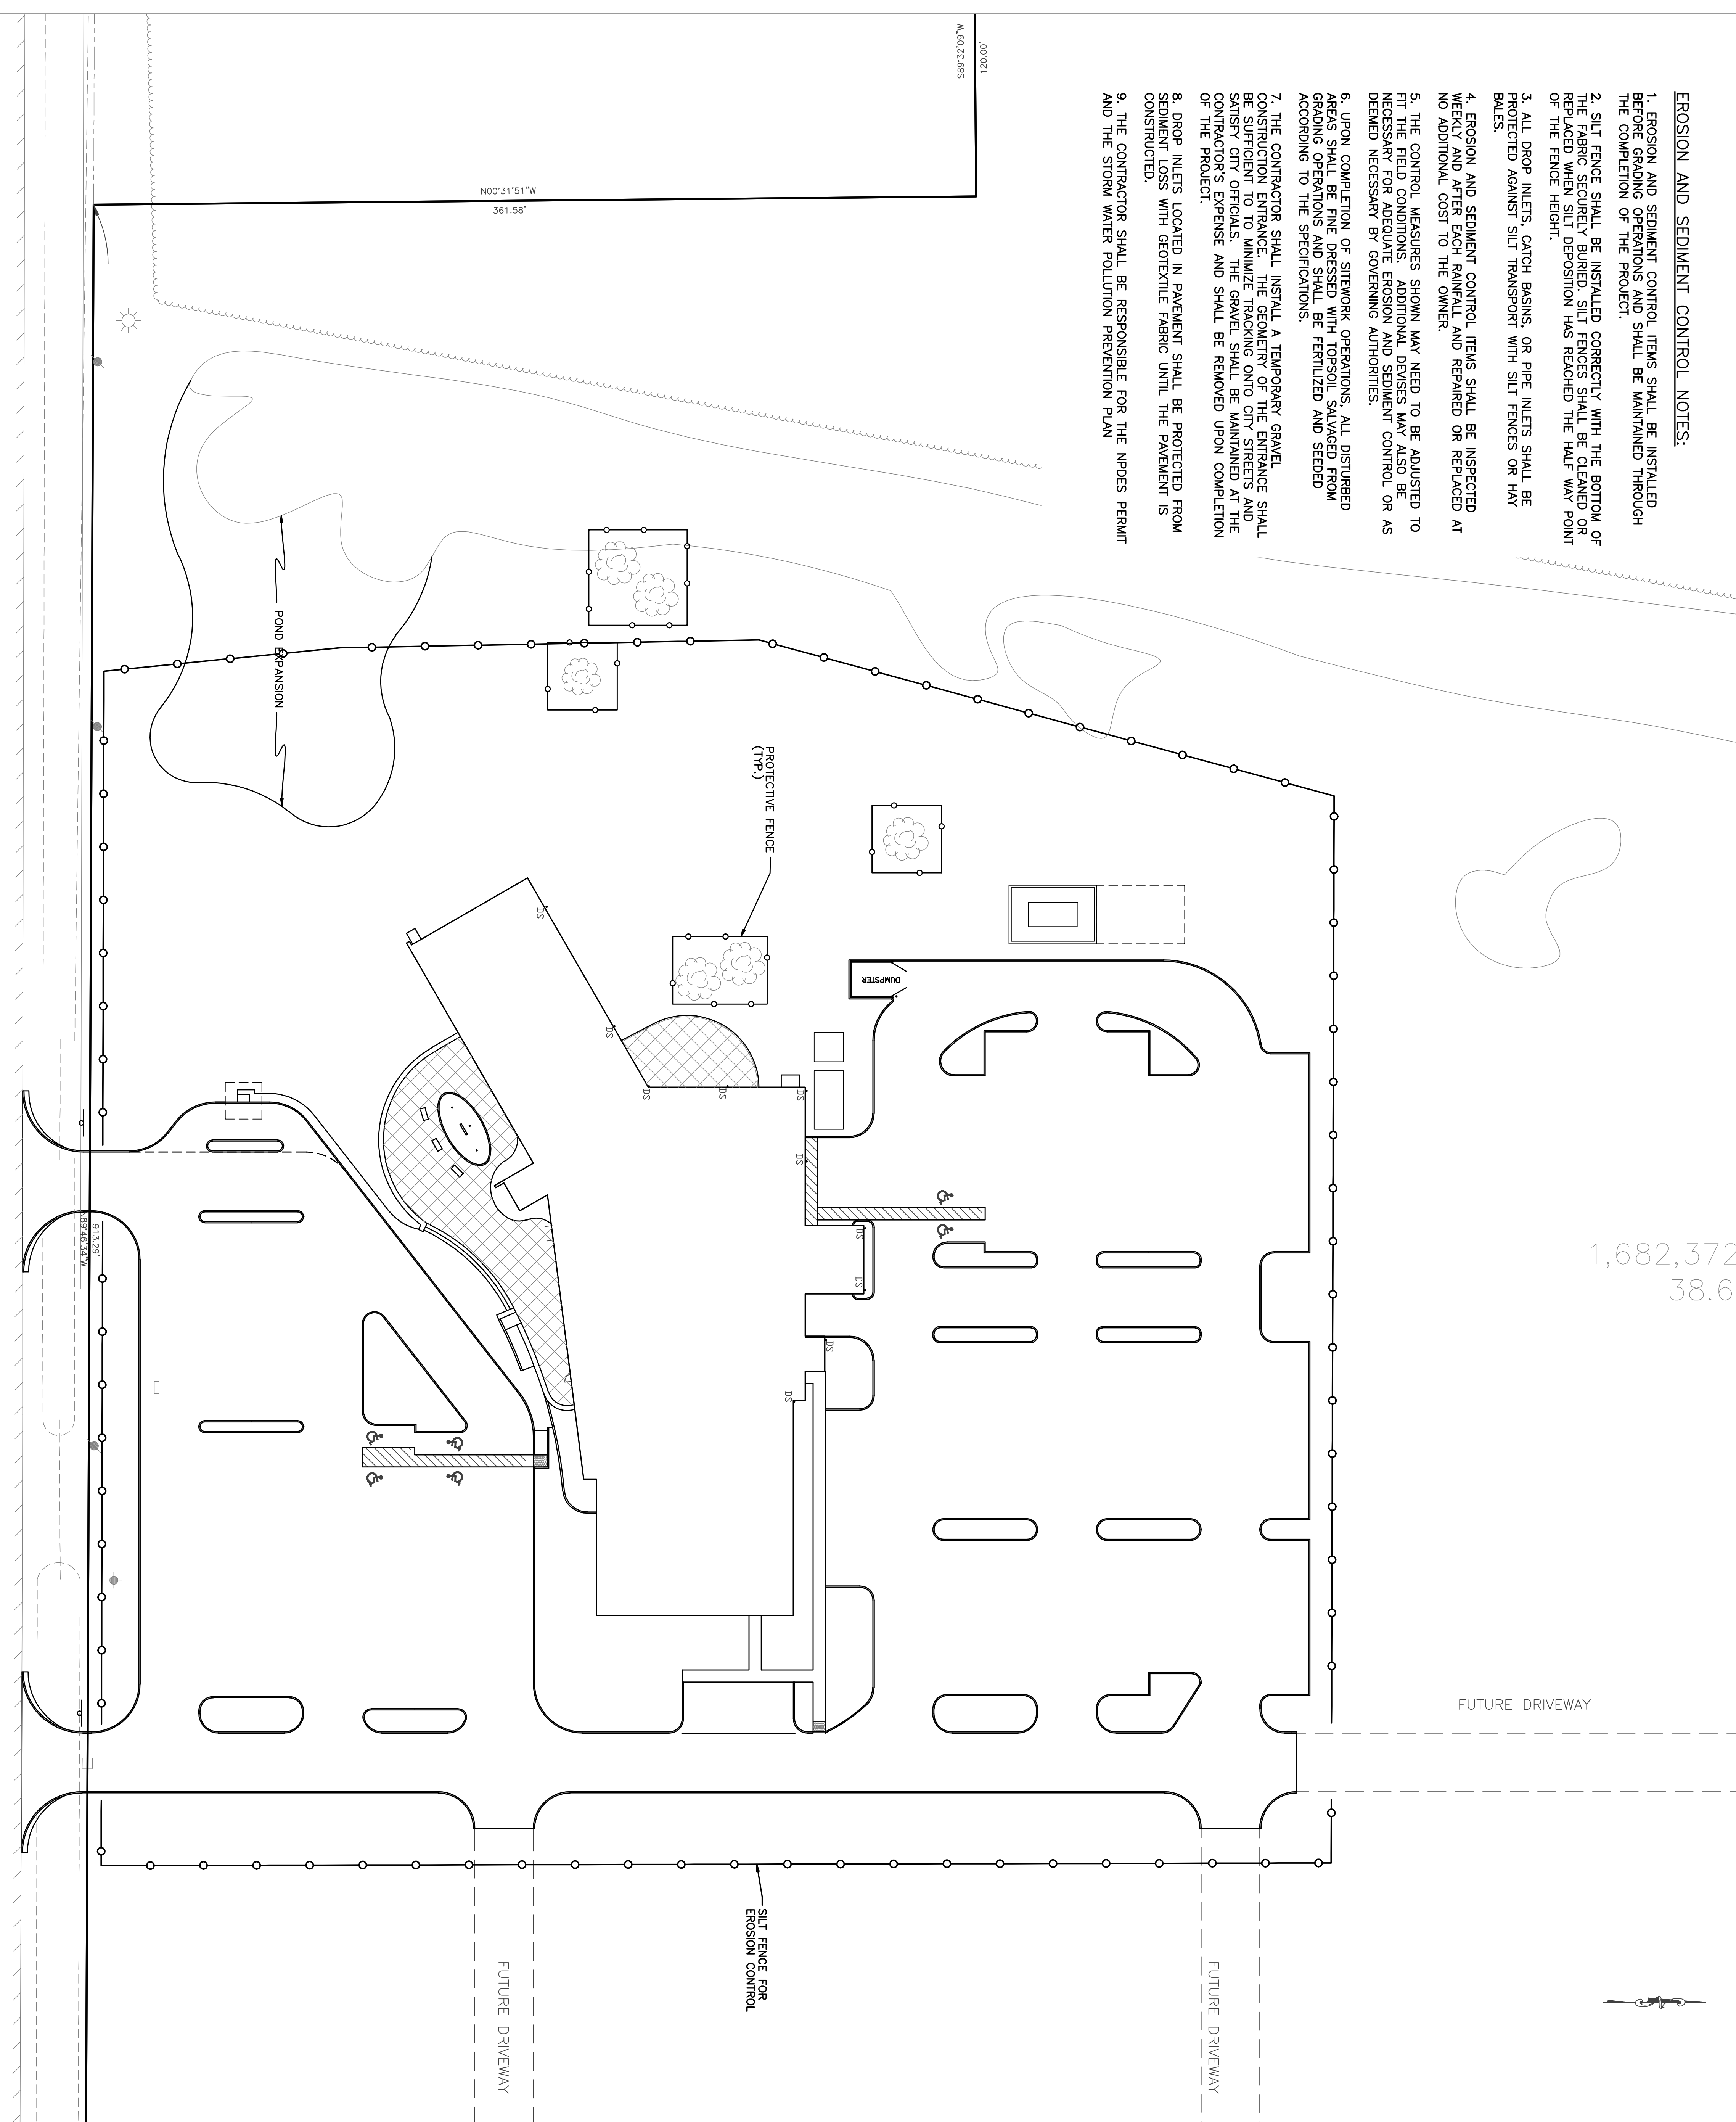 EROSION AND SEDIMENT CONTROL NOTES:
1. EROSION AND SEDIMENT CONTROL ITEMS SHALL BE INSTALLED
BEFORE GRADING OPERATIONS AND SHALL BE MAINTAINED THROUGH
THE COMPLETION OF THE PROJECT.
2. SILT FENCE SHALL BE INSTALLED CORRECTLY WITH THE BOTTOM OF
THE FABRIC SECURELY BURIED. SILT FENCES SHALL BE CLEANED OR
REPLACED WHEN SILT DEPOSITION HAS REACHED THE HALF WAY POINT
OF THE FENCE HEIGHT.
3. ALL DROP INLETS, CATCH BASINS, OR PIPE INLETS SHALL BE
PROTECTED AGAINST SILT TRANSPORT WITH SILT FENCES OR HAY
BALES.
4. EROSION AND SEDIMENT CONTROL ITEMS SHALL BE INSPECTED
WEEKLY AND AFTER EACH RAINFALL AND REPAIRED OR REPLACED AT
NO ADDITIONAL COST TO THE OWNER.
5. THE CONTROL MEASURES SHOWN MAY NEED TO BE ADJUSTED TO
FIT THE FIELD CONDITIONS. ADDITIONAL DEVISES MAY ALSO BE
NECESSARY FOR ADEQUATE EROSION AND SEDIMENT CONTROL OR AS
DEEMED NECESSARY BY GOVERNING AUTHORITIES.
6. UPON COMPLETION OF SITEWORK OPERATIONS, ALL DISTURBED
AREAS SHALL BE FINE DRESSED WITH TOPSOIL SALVAGED FROM
GRADING OPERATIONS AND SHALL BE FERTILIZED AND SEEDED
ACCORDING TO THE SPECIFICATIONS.
7. THE CONTRACTOR SHALL INSTALL A TEMPORARY GRAVEL
CONSTRUCTION ENTRANCE. THE GEOMETRY OF THE ENTRANCE SHALL
BE SUFFICIENT TO TO MINIMIZE TRACKING ONTO CITY STREETS AND
SATISFY CITY OFFICIALS. THE GRAVEL SHALL BE MAINTAINED AT THE
CONTRACTOR'S EXPENSE AND SHALL BE REMOVED UPON COMPLETION
OF THE PROJECT.
8. DROP INLETS LOCATED IN PAVEMENT SHALL BE PROTECTED FROM
SEDIMENT LOSS WITH GEOTEXTILE FABRIC UNTIL THE PAVEMENT IS
CONSTRUCTED.
9. THE CONTRACTOR SHALL BE RESPONSIBLE FOR THE NPDES PERMIT
AND THE STORM WATER POLLUTION PREVENTION PLAN
120.00'
S89°32'09"W
N00°31'51"W
361.58'
POND EXPANSION
PROTECTIVE FENCE
(TYP.)
DUMPSTER
DS
DS
DS
DS
DS
DS
DS
DS
DS
DS
913.29'
N89°46'34"W
1,682,372
38.6
FUTURE DRIVEWAY
SILT FENCE FOR
EROSION CONTROL
FUTURE DRIVEWAY
FUTURE DRIVEWAY